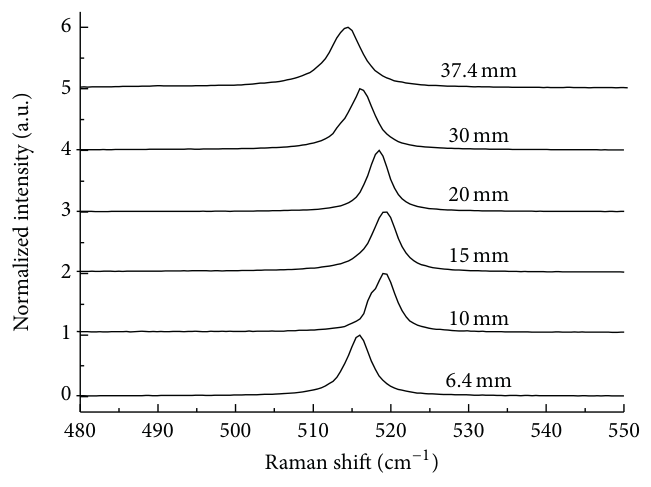 6
37.4 mm
5
30 mm
4
20 mm
3
15 mm
2
10 mm
1
6.4 mm
0
Normalized intensity (a.u.)
480 490 500 510 520 530 540 550
Raman shift (cm⁻¹)